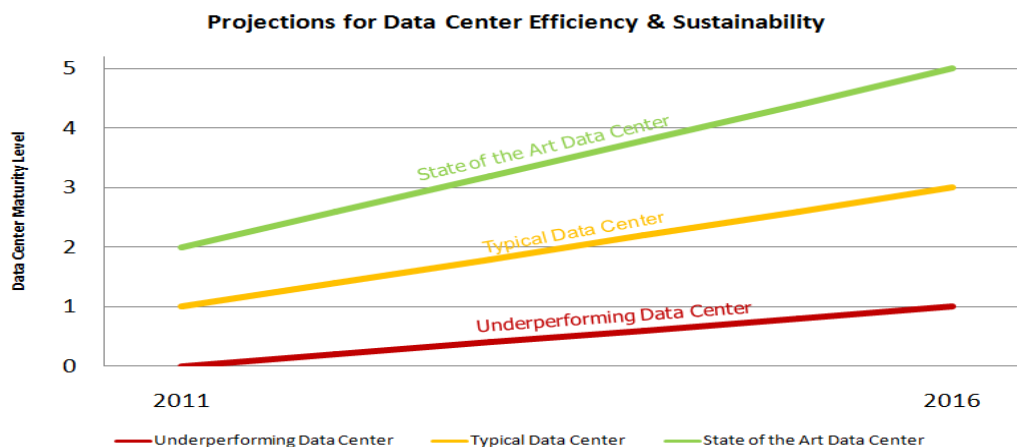 Projections for Data Center Efficiency & Sustainability
Data Center Maturity Level
5
4
3
2
1
0
State of the Art Data Center
Typical Data Center
Underperforming Data Center
2011 2016
Underperforming Data Center Typical Data Center State of the Art Data Center